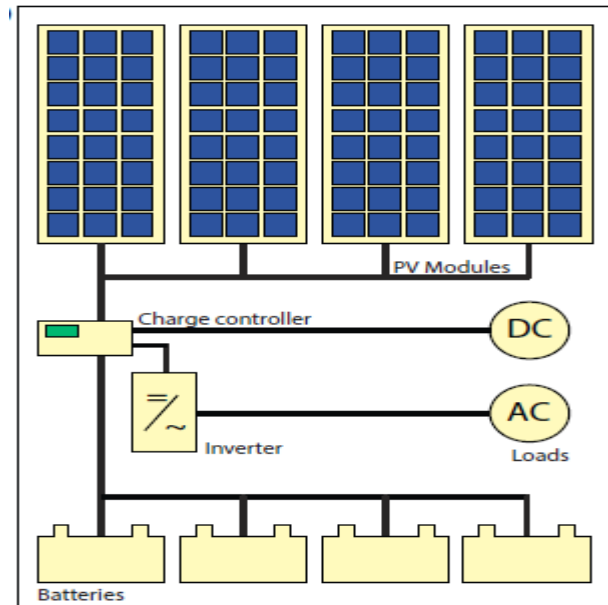 PV Modules
Charge controller
DC
AC
Inverter
Loads
Batteries